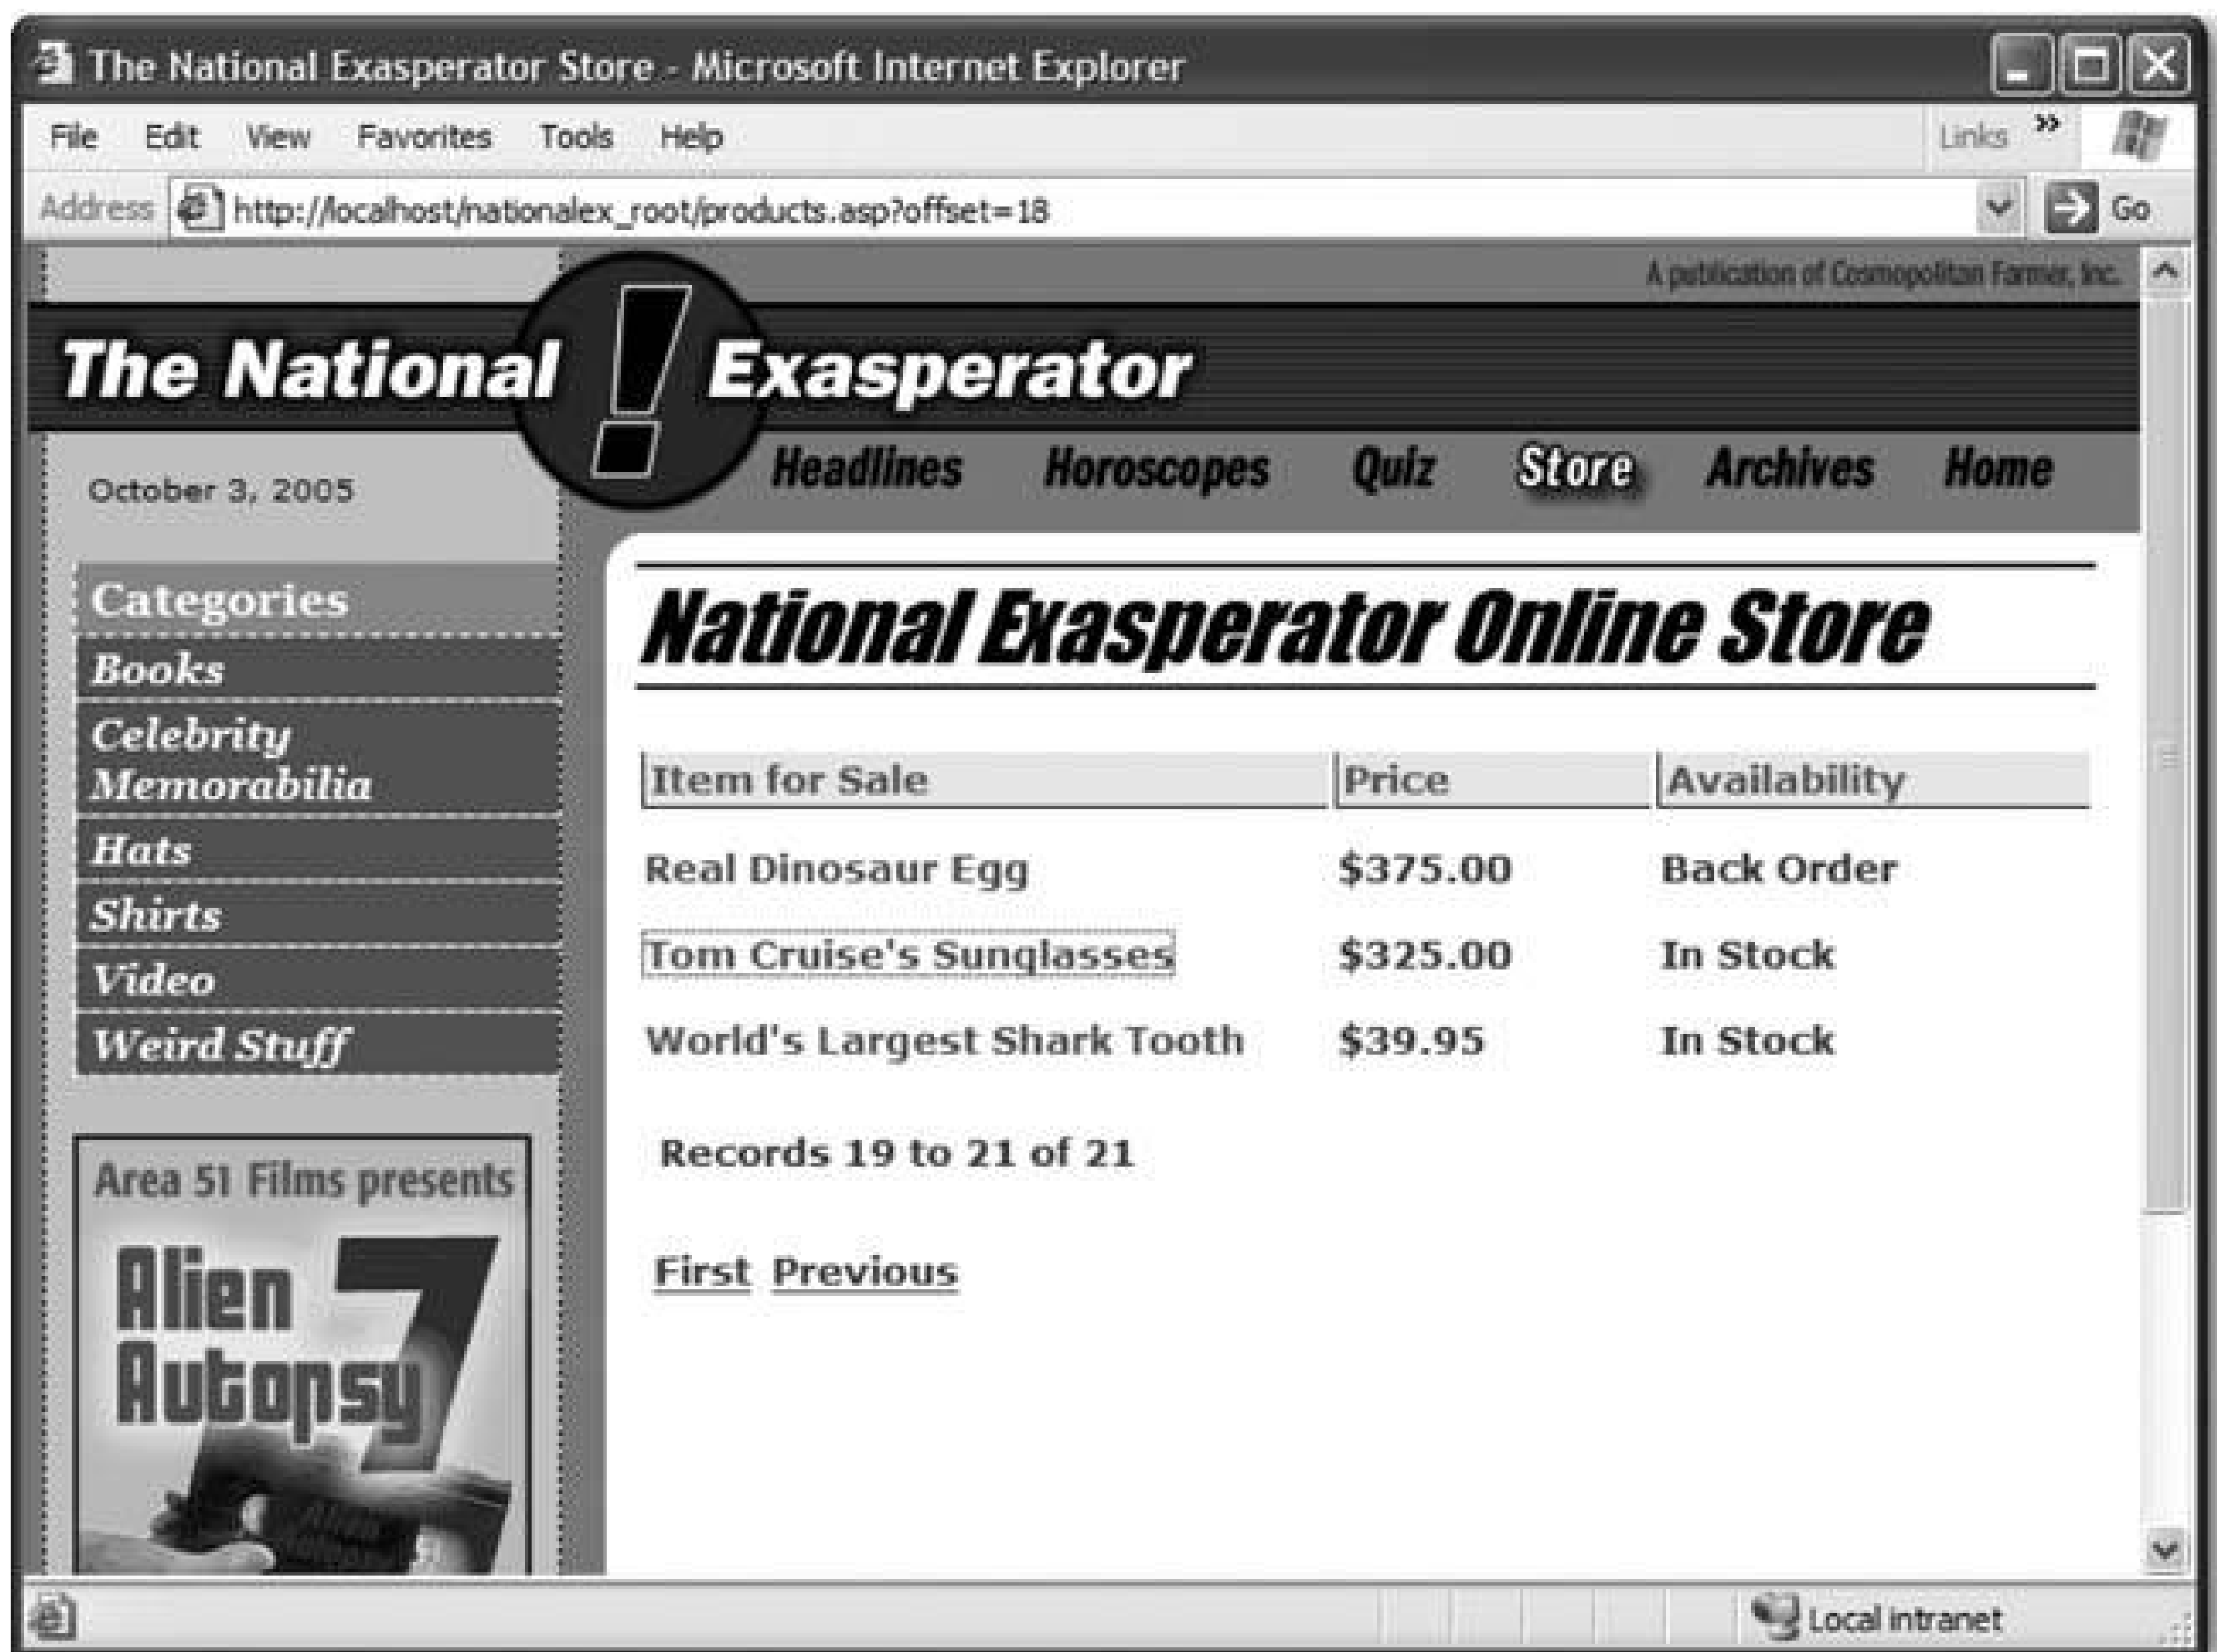 The National Exasperator Store - Microsoft Internet Explorer
File Edit View Favorites Tools Help Links »
Address http://localhost/nationalex_root/products.asp?offset=18 Go
A publication of Cosmopolitan Farmer, Inc.
The National ! Exasperator
Headlines Horoscopes Quiz Store Archives Home
October 3, 2005
Categories
Books
Celebrity
Memorabilia
Hats
Shirts
Video
Weird Stuff
Area 51 Films presents
Alien 7
Autopsy
National Exasperator Online Store
Item for Sale Price Availability
Real Dinosaur Egg $375.00 Back Order
Tom Cruise's Sunglasses $325.00 In Stock
World's Largest Shark Tooth $39.95 In Stock
Records 19 to 21 of 21
First Previous
Local intranet